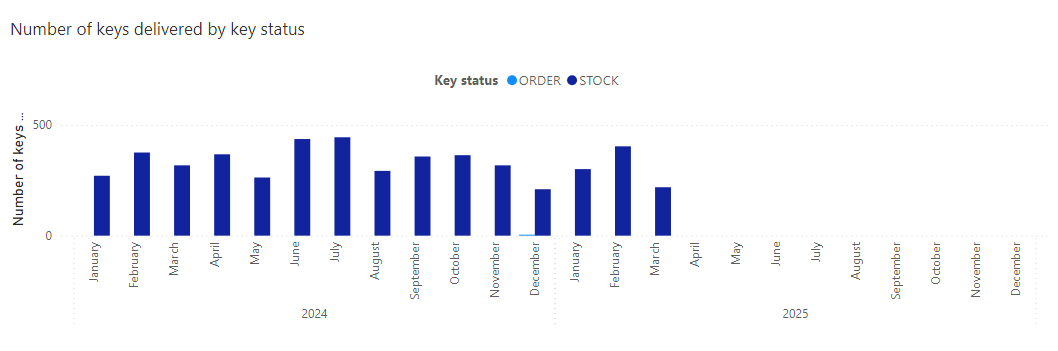 Number of keys delivered by key status
Key status ORDER STOCK
Number of keys ...
500
0
January February March April May June July August September October November December January February March April May June July August September October November December
2024 2025